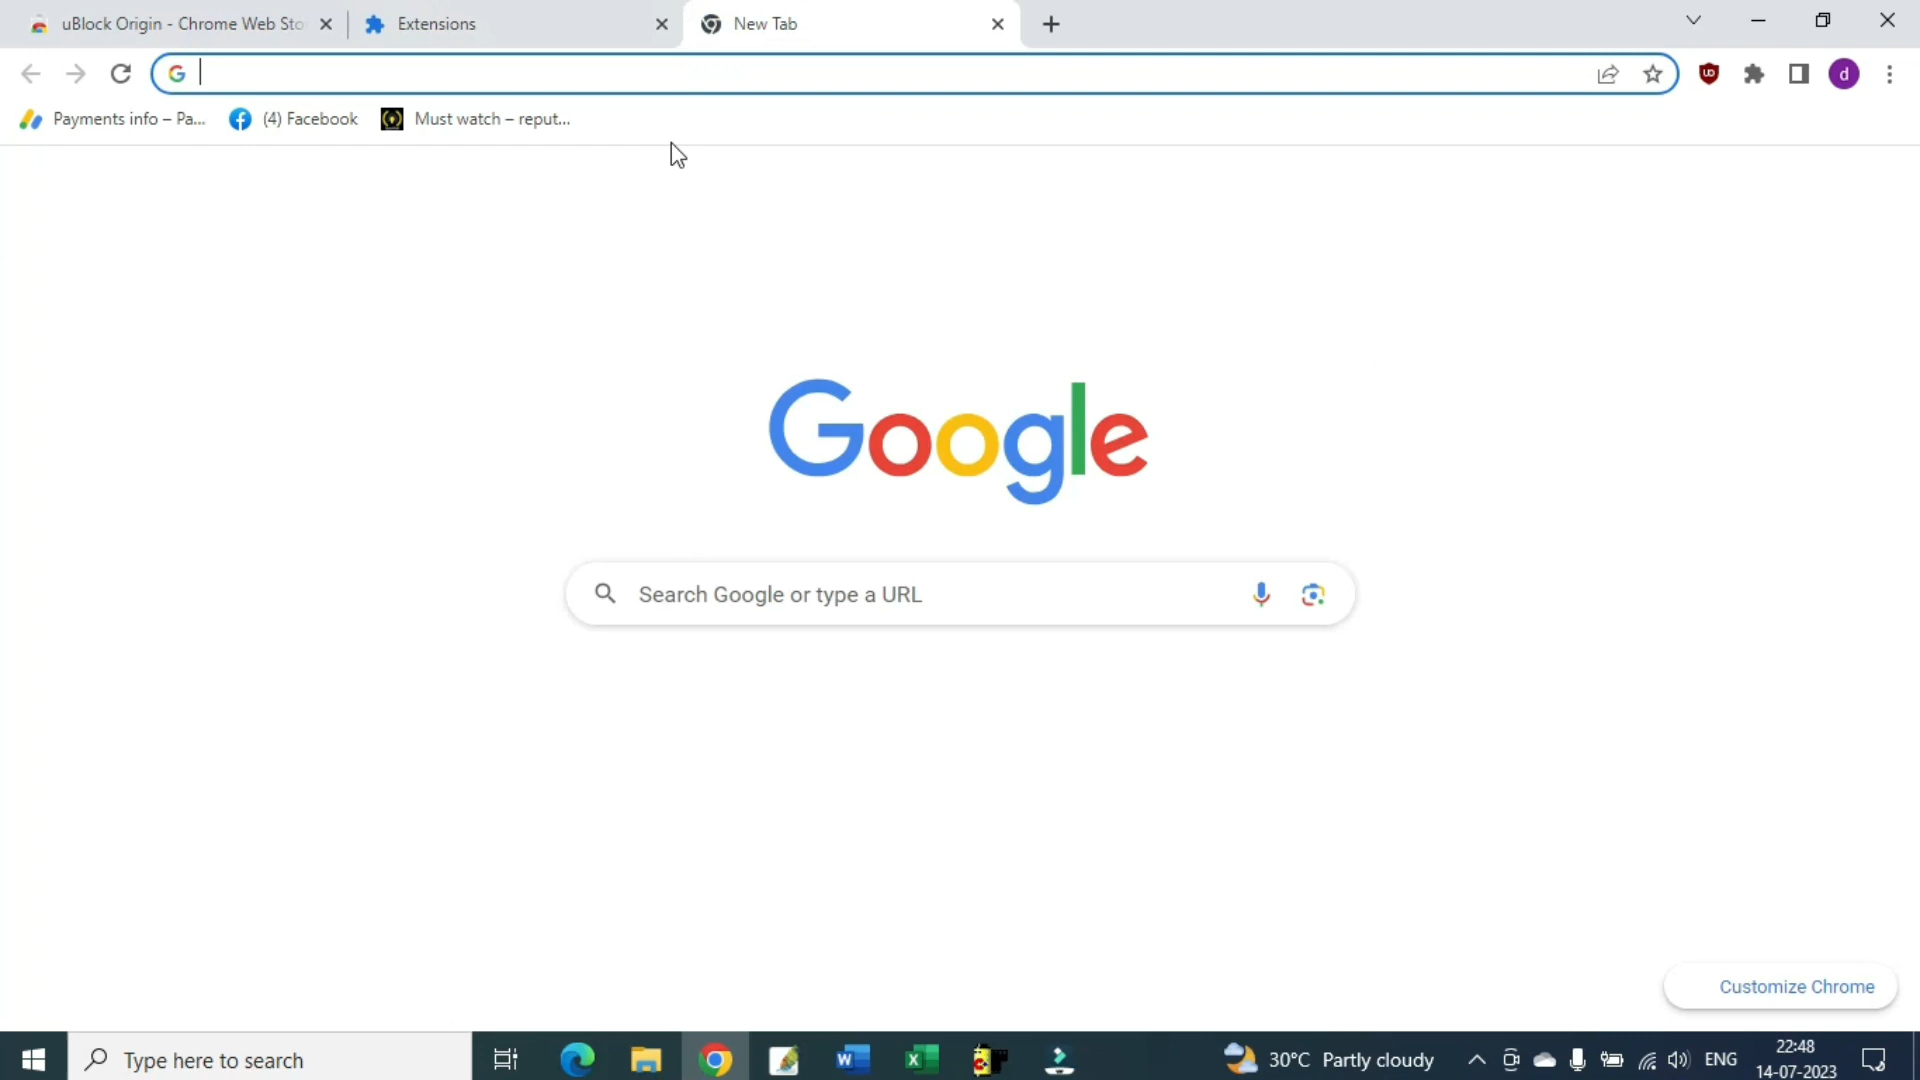 uBlock Origin - Chrome Web Sto
Extensions
New Tab
Payments info – Pa...
(4) Facebook
Must watch – reput...
Google
Search Google or type a URL
Customize Chrome
Type here to search
30°C Partly cloudy
ENG
22:48
14-07-2023